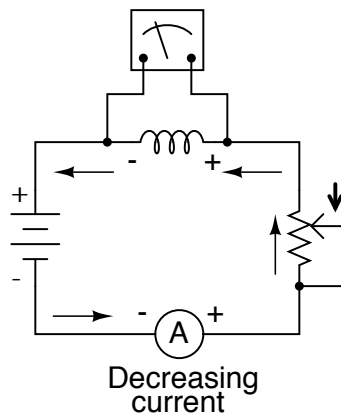 - +
+
-
- A +
Decreasing
current